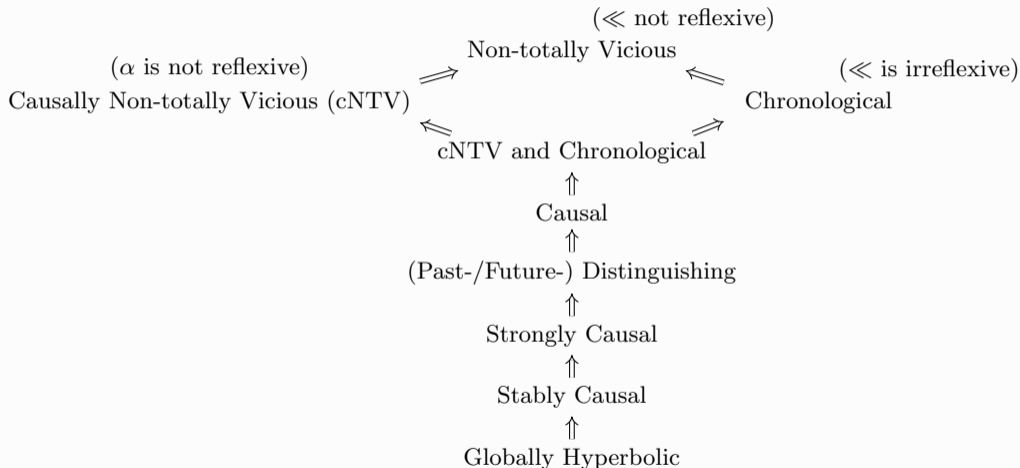 (≪ not reflexive)
Non-totally Vicious
(α is not reflexive)
(≪ is irreflexive)
Causally Non-totally Vicious (cNTV)
Chronological
cNTV and Chronological
Causal
(Past-/Future-) Distinguishing
Strongly Causal
Stably Causal
Globally Hyperbolic